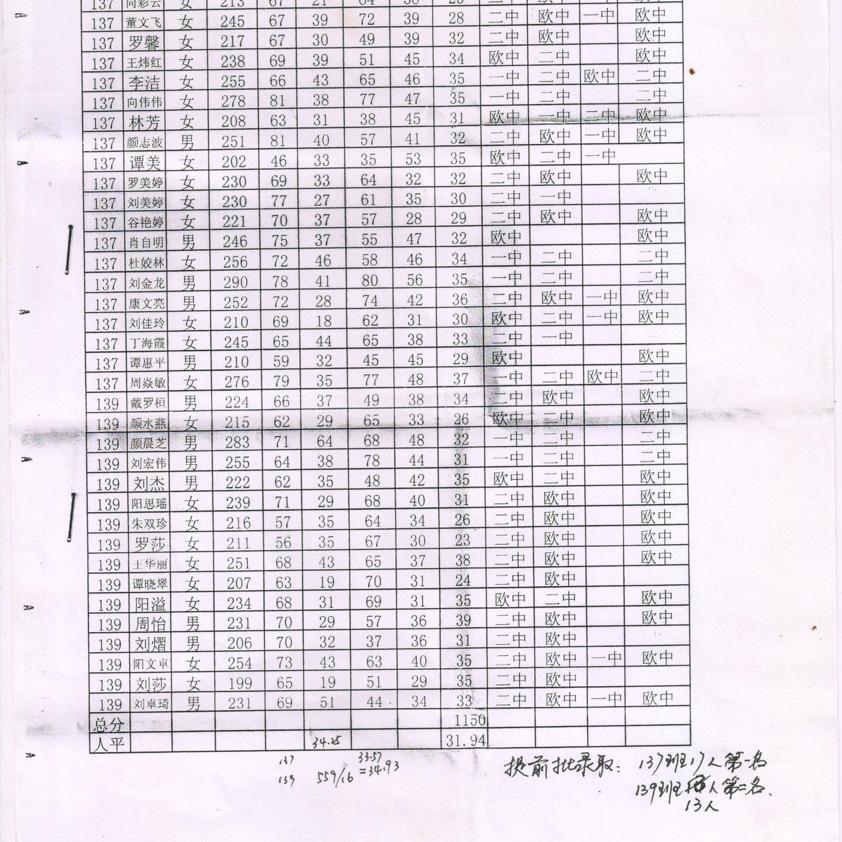 137 向彩云 女 213 67 21 64 38 23 二中 欧中 欧中
137 董文飞 女 245 67 39 72 39 28 二中 欧中 一中 欧中
137 罗馨 女 217 67 30 49 39 32 二中 欧中 欧中
137 王炜红 女 238 69 39 51 45 34 欧中 二中 欧中
137 李洁 女 255 66 43 65 46 35 一中 二中 欧中 二中
137 向伟伟 女 278 81 38 77 47 35 一中 二中 二中
137 林芳 女 208 63 31 38 45 31 欧中 二中 二中 欧中
137 颜志波 男 251 81 40 57 41 32 二中 欧中 一中 欧中
137 谭美 女 202 46 33 35 53 35 欧中 二中 一中
137 罗美婷 女 230 69 33 64 32 32 二中 欧中 欧中
137 刘美婷 女 230 77 27 61 35 30 二中 一中
137 谷艳婷 女 221 70 37 57 28 29 二中 欧中 欧中
137 肖自明 男 246 75 37 55 47 32 欧中 欧中
137 杜姣林 女 256 72 46 58 46 34 一中 二中 二中
137 刘金龙 男 290 78 41 80 56 35 一中 二中 二中
137 康文亮 男 252 72 28 74 42 36 二中 欧中 一中 欧中
137 刘佳玲 女 210 69 18 62 31 30 欧中 二中 一中 欧中
137 丁海霞 女 245 65 44 65 38 33 二中 一中
137 谭惠平 男 210 59 32 45 45 29 欧中 欧中
137 周焱敏 女 276 79 35 77 48 37 一中 二中 欧中 二中
139 戴罗桓 男 224 66 37 49 38 34 二中 欧中 欧中
139 颜水燕 女 215 62 29 65 33 26 欧中 二中 欧中
139 颜晨芝 男 283 71 64 68 48 32 一中 二中 二中
139 刘宏伟 男 255 64 38 78 44 31 一中 二中 二中
139 刘杰 男 222 62 35 48 42 35 欧中 二中 欧中
139 阳思瑶 女 239 71 29 68 40 31 二中 欧中 欧中
139 朱双珍 女 216 57 35 64 34 26 二中 欧中 欧中
139 罗莎 女 211 56 35 67 30 23 二中 欧中 欧中
139 王华丽 女 251 68 43 65 37 38 二中 欧中 欧中
139 谭晓翠 女 207 63 19 70 31 24 二中 欧中
139 阳溢 女 234 68 31 69 31 35 欧中 二中 欧中
139 周怡 男 231 70 29 57 36 39 二中 欧中 欧中
139 刘熠 男 206 70 32 37 36 31 二中 欧中
139 阳文卓 女 254 73 43 63 40 35 二中 欧中 一中 欧中
139 刘莎 女 199 65 19 51 29 35 二中 欧中
139 刘卓琦 男 231 69 51 44 34 33 二中 欧中 一中 欧中
总分 1150
人平 34.25 31.94
137 33.57
139 559/16 =34.93
提前批录取: 137班17人第一名
139班 人第二名、
13人